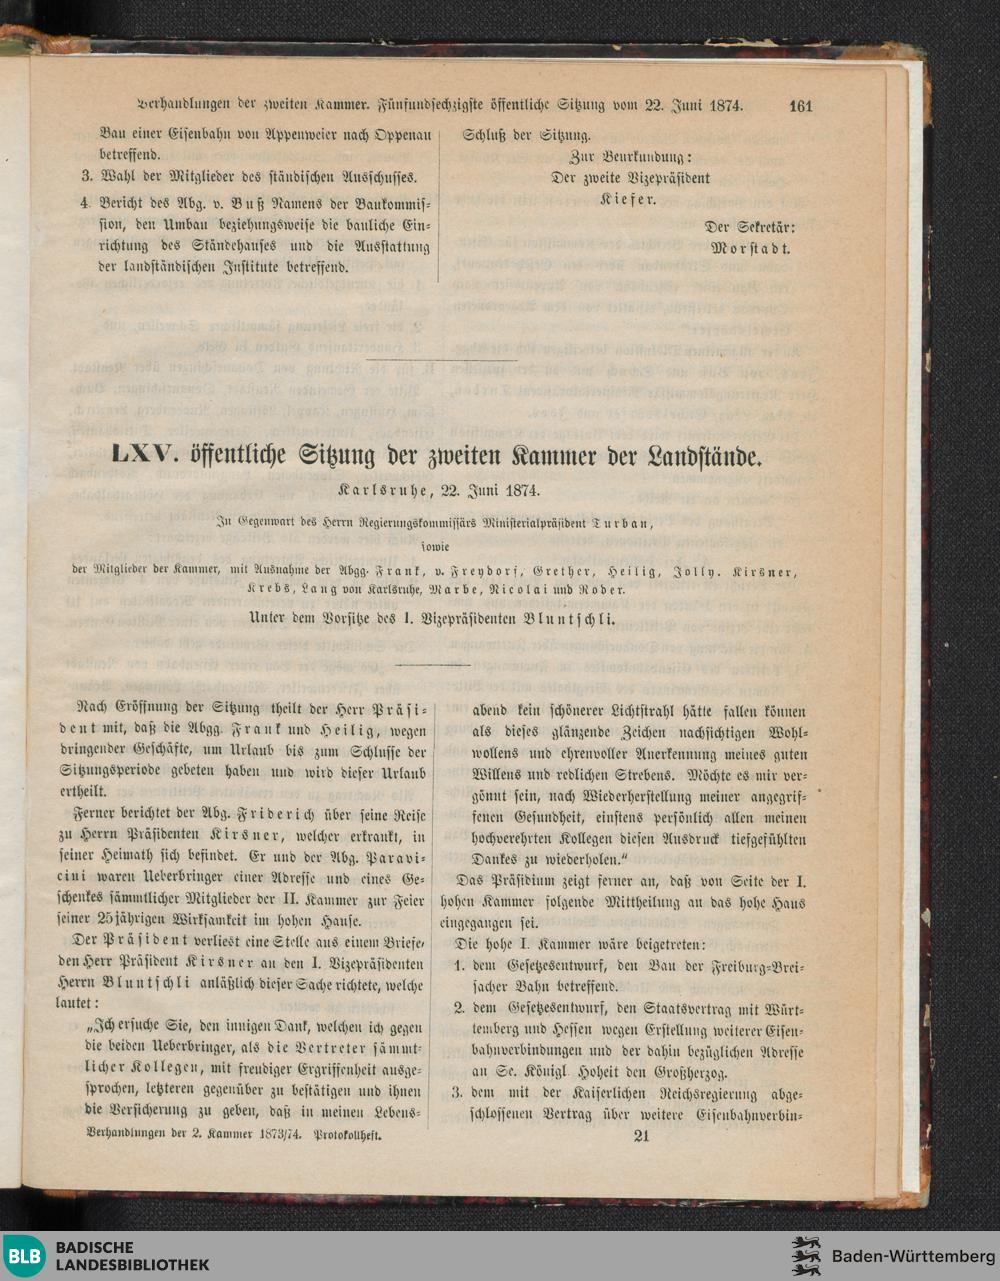 Verhandlungen der zweiten Kammer. Fünfundsechzigste öffentliche Sitzung vom 22. Juni 1874. 161
Bau einer Eisenbahn von Appenweier nach Oppenau
betreffend.
3. Wahl der Mitglieder des ständischen Ausschusses.
4. Bericht des Abg. v. Buß Namens der Baukommis-
sion, den Umbau beziehungsweise die bauliche Ein-
richtung des Ständehauses und die Ausstattung
der landständischen Institute betreffend.
Schluß der Sitzung.
Zur Beurkundung:
Der zweite Vizepräsident
Kiefer.
Der Sekretär:
Morstadt.
LXV. öffentliche Sitzung der zweiten Kammer der Landstände.
Karlsruhe, 22. Juni 1874.
In Gegenwart des Herrn Regierungskommissärs Ministerialpräsident Turban,
sowie
der Mitglieder der Kammer, mit Ausnahme der Abgg. Frank, v. Freydorf, Grether, Heilig, Jolly, Kirsner,
Krebs, Lang von Karlsruhe, Marbe, Nicolai und Roder.
Unter dem Vorsitze des I. Vizepräsidenten Bluntschli.
Nach Eröffnung der Sitzung theilt der Herr Präsi-
dent mit, daß die Abgg. Frank und Heilig, wegen
dringender Geschäfte, um Urlaub bis zum Schlusse der
Sitzungsperiode gebeten haben und wird dieser Urlaub
ertheilt.
Ferner berichtet der Abg. Friderich über seine Reise
zu Herrn Präsidenten Kirsner, welcher erkrankt, in
seiner Heimath sich befindet. Er und der Abg. Paravi-
cini waren Ueberbringer einer Adresse und eines Ge-
schenkes sämmtlicher Mitglieder der II. Kammer zur Feier
seiner 25jährigen Wirksamkeit im hohen Hause.
Der Präsident verliest eine Stelle aus einem Briefe,
den Herr Präsident Kirsner an den I. Vizepräsidenten
Herrn Bluntschli anläßlich dieser Sache richtete, welche
lautet:
„Ich ersuche Sie, den innigen Dank, welchen ich gegen
die beiden Ueberbringer, als die Vertreter sämmt-
licher Kollegen, mit freudiger Ergriffenheit ausge-
sprochen, letzteren gegenüber zu bestätigen und ihnen
die Versicherung zu geben, daß in meinen Lebens-
Verhandlungen der 2. Kammer 1873/74. Protokollheft.
abend kein schönerer Lichtstrahl hätte fallen können
als dieses glänzende Zeichen nachsichtigen Wohl-
wollens und ehrenvoller Anerkennung meines guten
Willens und redlichen Strebens. Möchte es mir ver-
gönnt sein, nach Wiederherstellung meiner angegrif-
fenen Gesundheit, einstens persönlich allen meinen
hochverehrten Kollegen diesen Ausdruck tiefgefühlten
Dankes zu wiederholen.“
Das Präsidium zeigt ferner an, daß von Seite der I.
hohen Kammer folgende Mittheilung an das hohe Haus
eingegangen sei.
Die hohe I. Kammer wäre beigetreten:
1. dem Gesetzesentwurf, den Bau der Freiburg-Brei-
sacher Bahn betreffend.
2. dem Gesetzesentwurf, den Staatsvertrag mit Würt-
temberg und Hessen wegen Erstellung weiterer Eisen-
bahnverbindungen und der dahin bezüglichen Adresse
an Se. Königl. Hoheit den Großherzog.
3. dem mit der Kaiserlichen Reichsregierung abge-
schlossenen Vertrag über weitere Eisenbahnverbin-
21
BLB BADISCHE
LANDESBIBLIOTHEK
Baden-Württemberg